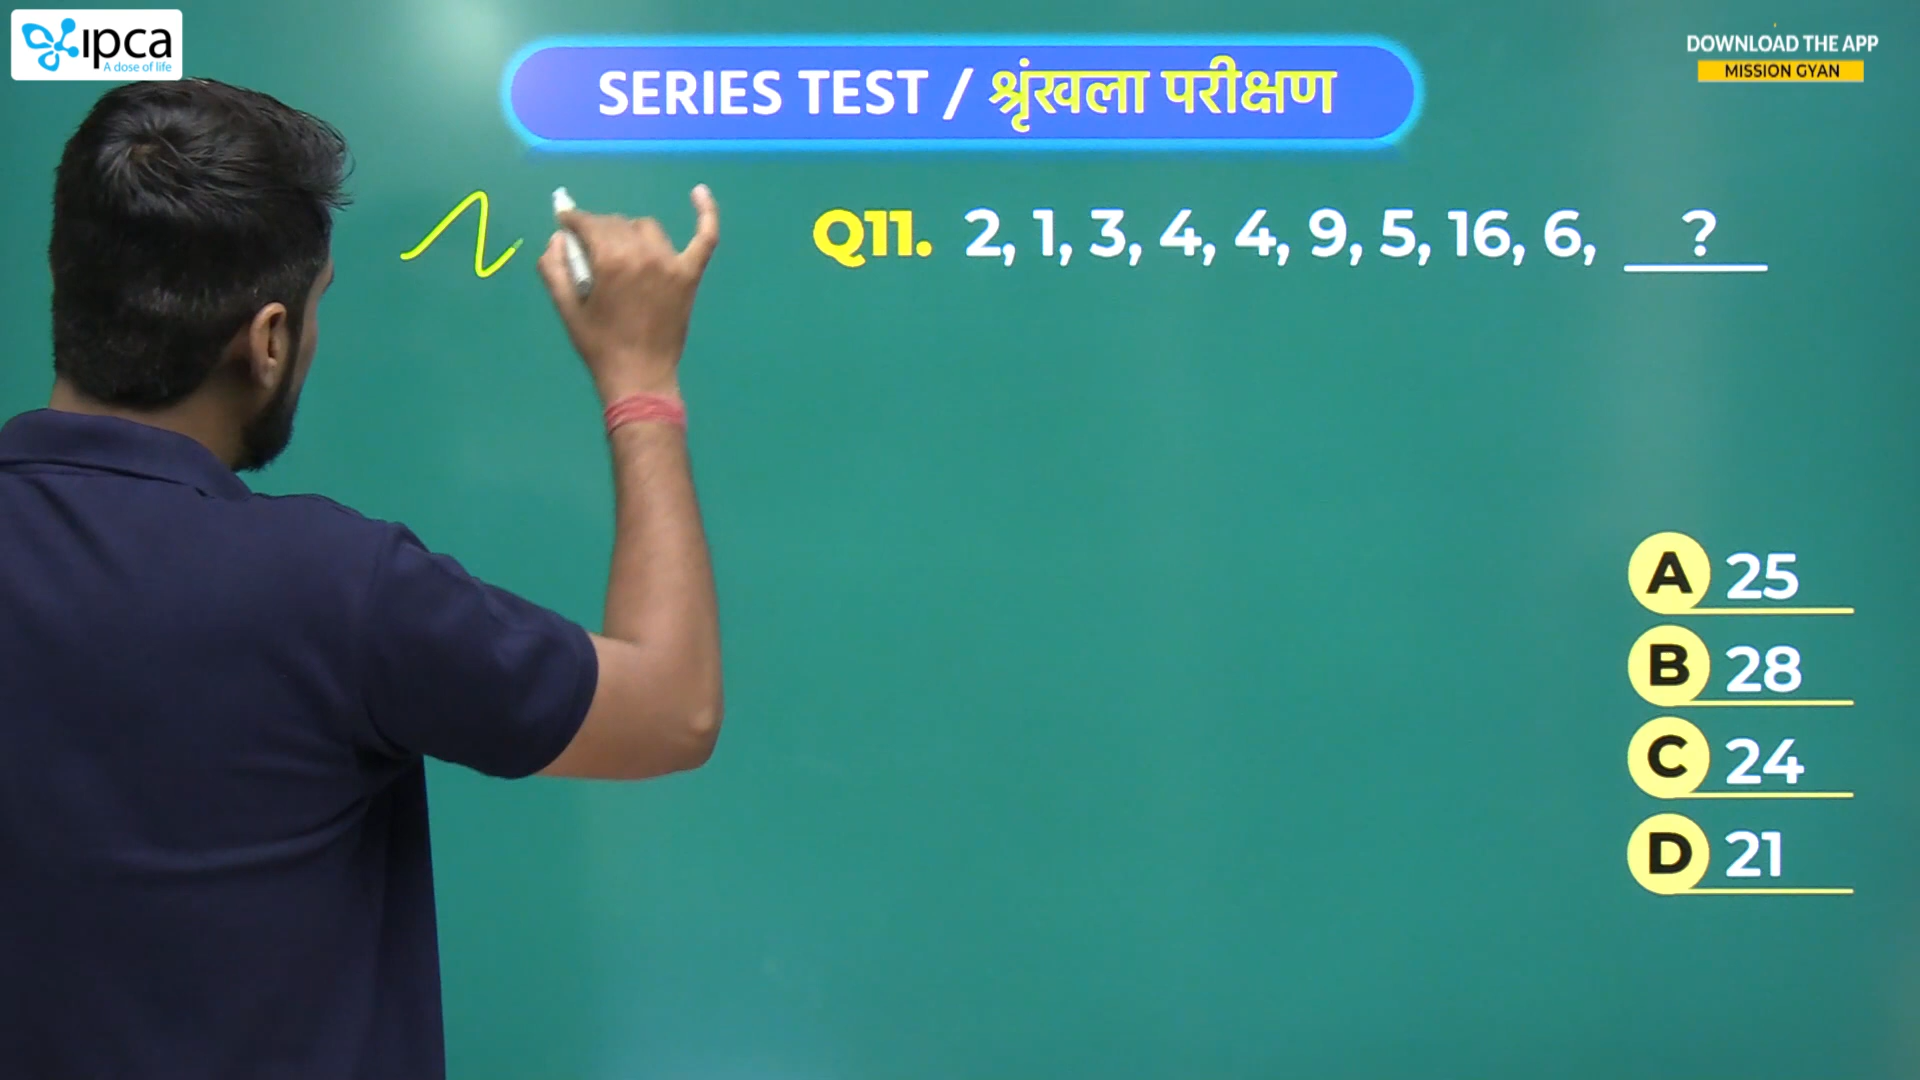 ipca
A dose of life
DOWNLOAD THE APP
MISSION GYAN
SERIES TEST / श्रृंखला परीक्षण
Q11. 2, 1, 3, 4, 4, 9, 5, 16, 6, ?
A 25
B 28
C 24
D 21